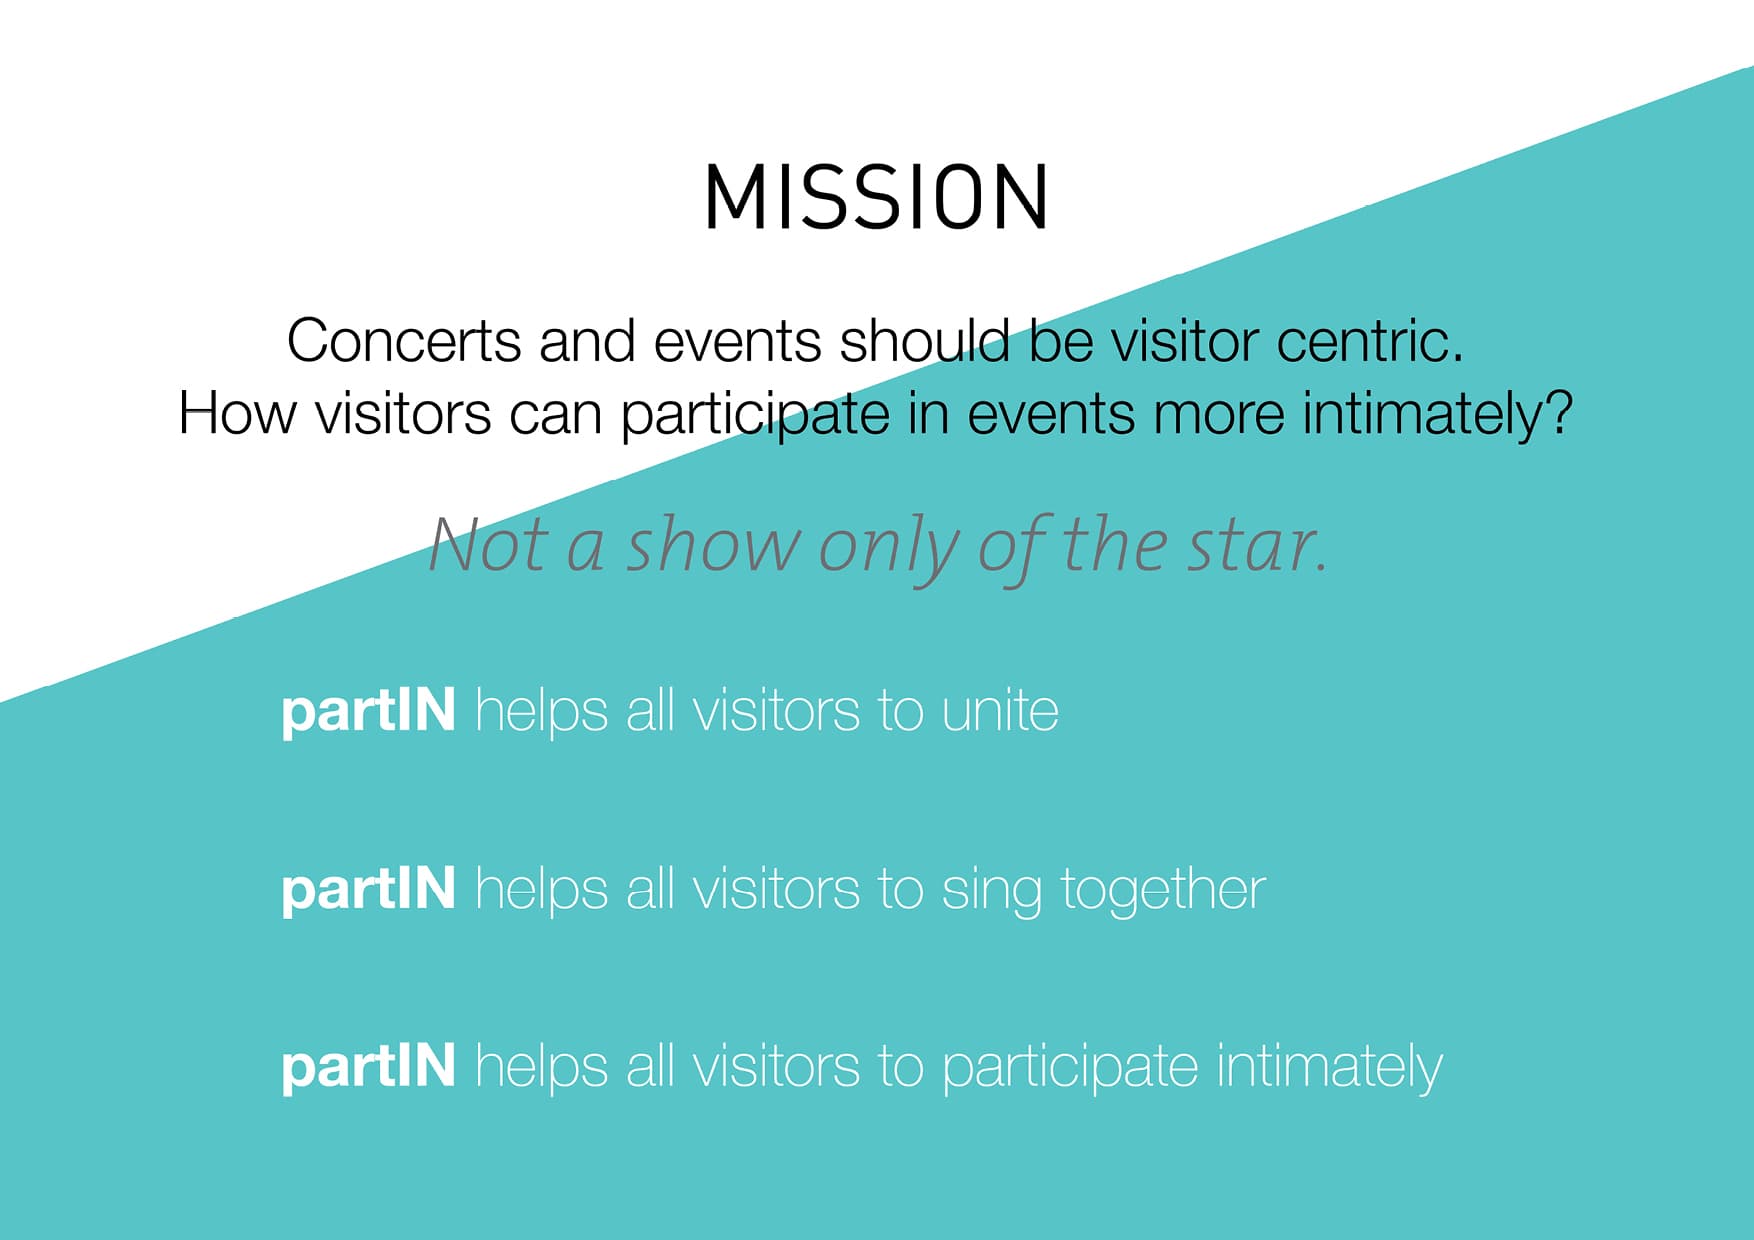 MISSION
Concerts and events should be visitor centric.
How visitors can participate in events more intimately?
Not a show only of the star.
partIN helps all visitors to unite
partIN helps all visitors to sing together
partIN helps all visitors to participate intimately